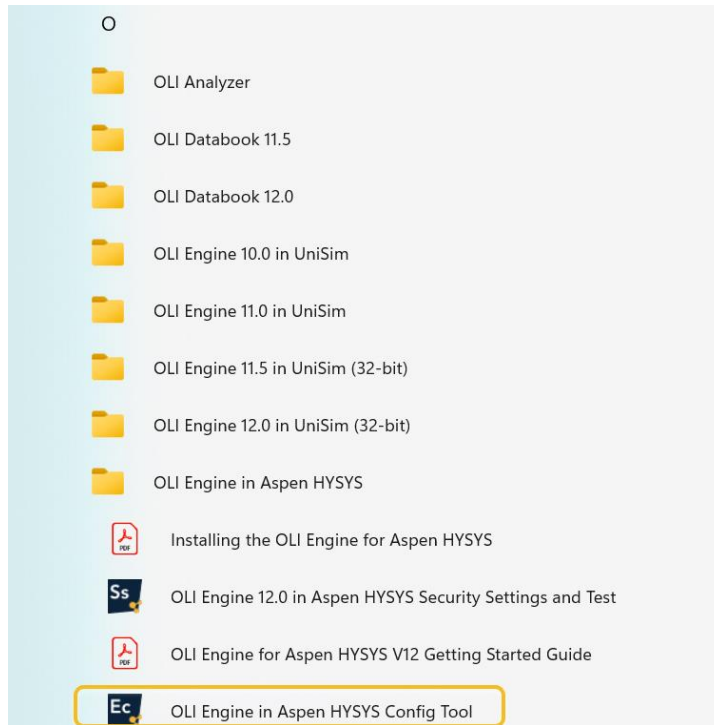 O
OLI Analyzer
OLI Databook 11.5
OLI Databook 12.0
OLI Engine 10.0 in UniSim
OLI Engine 11.0 in UniSim
OLI Engine 11.5 in UniSim (32-bit)
OLI Engine 12.0 in UniSim (32-bit)
OLI Engine in Aspen HYSYS
PDF Installing the OLI Engine for Aspen HYSYS
Ss OLI Engine 12.0 in Aspen HYSYS Security Settings and Test
PDF OLI Engine for Aspen HYSYS V12 Getting Started Guide
Ec OLI Engine in Aspen HYSYS Config Tool